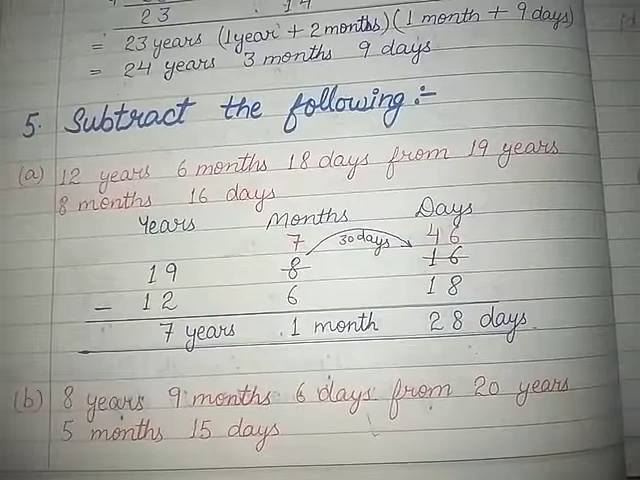 23 14
= 23 years (1 year + 2 months) (1 month + 9 days)
= 24 years 3 months 9 days
5. Subtract the following :-
(a) 12 years 6 months 18 days from 19 years
8 months 16 days
Years Months Days
7 30 days 46
19 8 16
- 12 6 18
7 years 1 month 28 days
(b) 8 years 9 months 6 days from 20 years
5 months 15 days